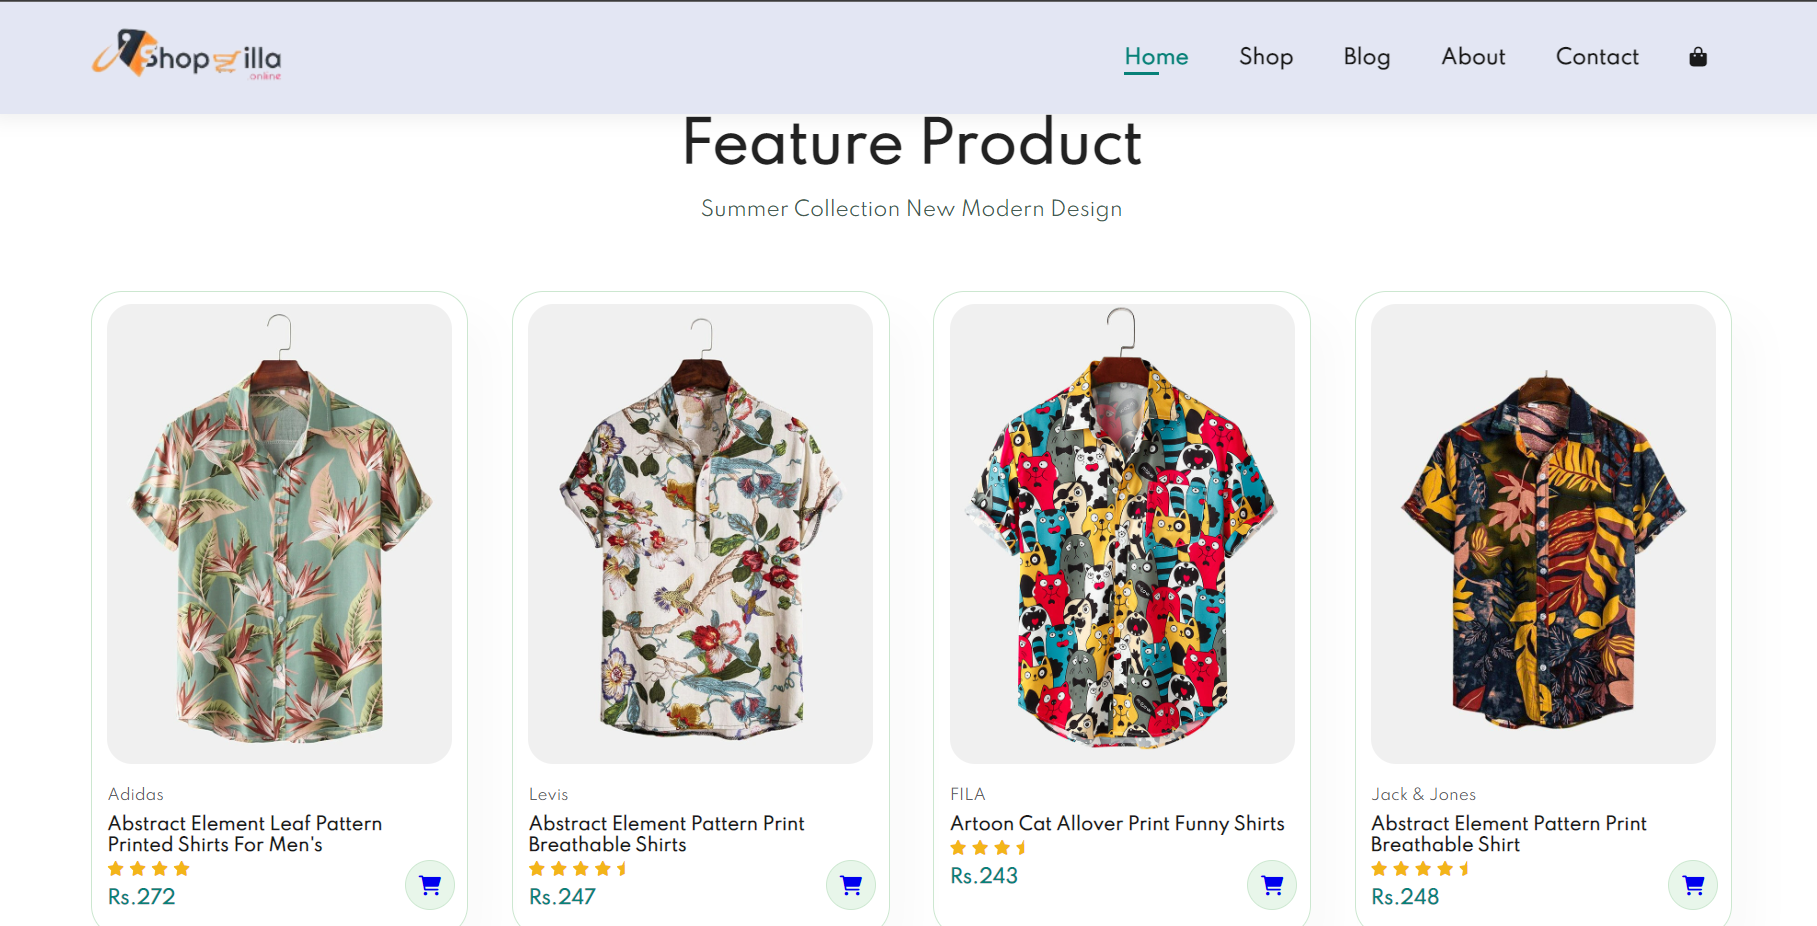 Shopzilla
online
Home Shop Blog About Contact
Feature Product
Summer Collection New Modern Design
Adidas
Abstract Element Leaf Pattern
Printed Shirts For Men's
Rs.272
Levis
Abstract Element Pattern Print
Breathable Shirts
Rs.247
FILA
Artoon Cat Allover Print Funny Shirts
Rs.243
Jack & Jones
Abstract Element Pattern Print
Breathable Shirt
Rs.248